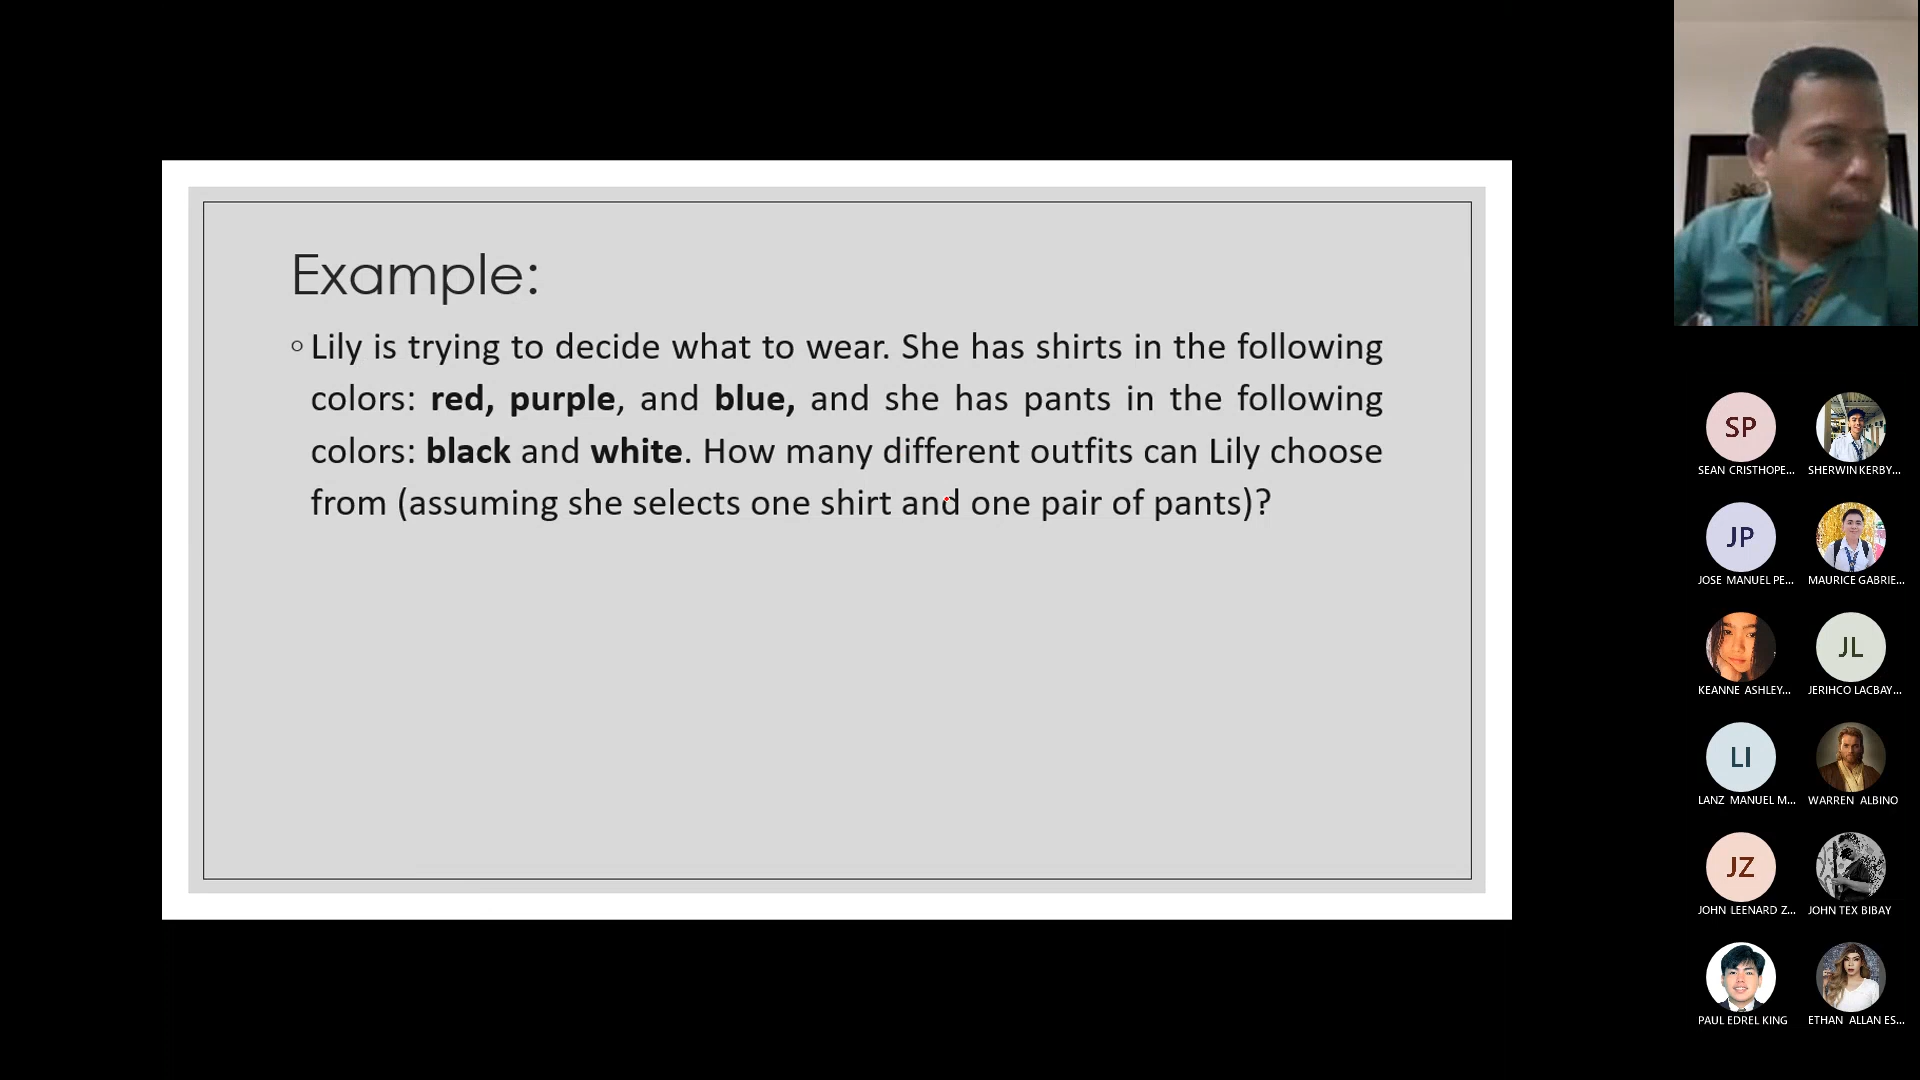 Example:
◦ Lily is trying to decide what to wear. She has shirts in the following
colors: red, purple, and blue, and she has pants in the following
colors: black and white. How many different outfits can Lily choose
from (assuming she selects one shirt and one pair of pants)?
SP
SEAN CRISTHOPE...
SHERWIN KERBY...
JP
JOSE MANUEL PE...
MAURICE GABRIE...
KEANNE ASHLEY...
JL
JERIHCO LACBAY...
LI
LANZ MANUEL M...
WARREN ALBINO
JZ
JOHN LEENARD Z...
JOHN TEX BIBAY
PAUL EDREL KING
ETHAN ALLAN ES...